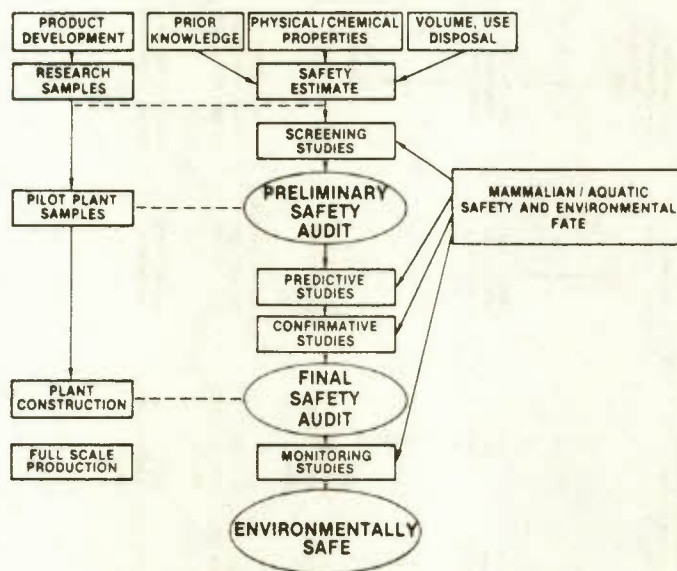 PRODUCT
DEVELOPMENT
PRIOR
KNOWLEDGE
PHYSICAL/CHEMICAL
PROPERTIES
VOLUME, USE
DISPOSAL
RESEARCH
SAMPLES
SAFETY
ESTIMATE
SCREENING
STUDIES
PILOT PLANT
SAMPLES
PRELIMINARY
SAFETY
AUDIT
MAMMALIAN / AQUATIC
SAFETY AND ENVIRONMENTAL
FATE
PREDICTIVE
STUDIES
CONFIRMATIVE
STUDIES
PLANT
CONSTRUCTION
FINAL
SAFETY
AUDIT
FULL SCALE
PRODUCTION
MONITORING
STUDIES
ENVIRONMENTALLY
SAFE